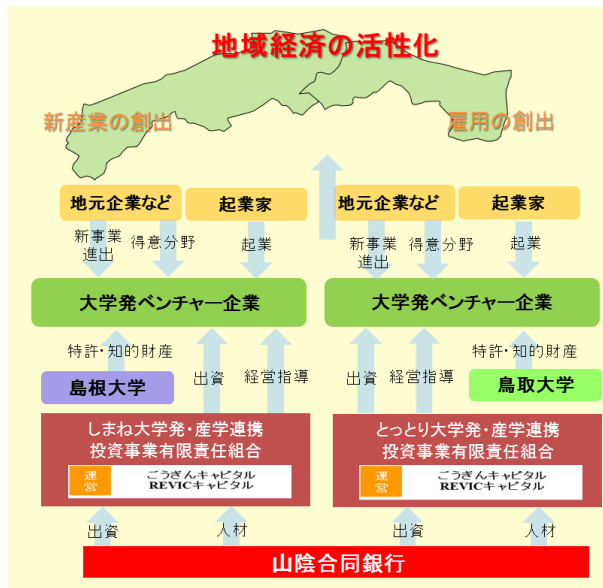 地域経済の活性化
新産業の創出
雇用の創出
地元企業など
起業家
地元企業など
起業家
新事業
進出
得意分野
起業
新事業
進出
得意分野
起業
大学発ベンチャー企業
大学発ベンチャー企業
特許・知的財産
出資
経営指導
出資
経営指導
特許・知的財産
島根大学
鳥取大学
しまね大学発・産学連携
投資事業有限責任組合
運営
ごうぎんキャピタル
REVICキャピタル
とっとり大学発・産学連携
投資事業有限責任組合
運営
ごうぎんキャピタル
REVICキャピタル
出資
人材
出資
人材
山陰合同銀行